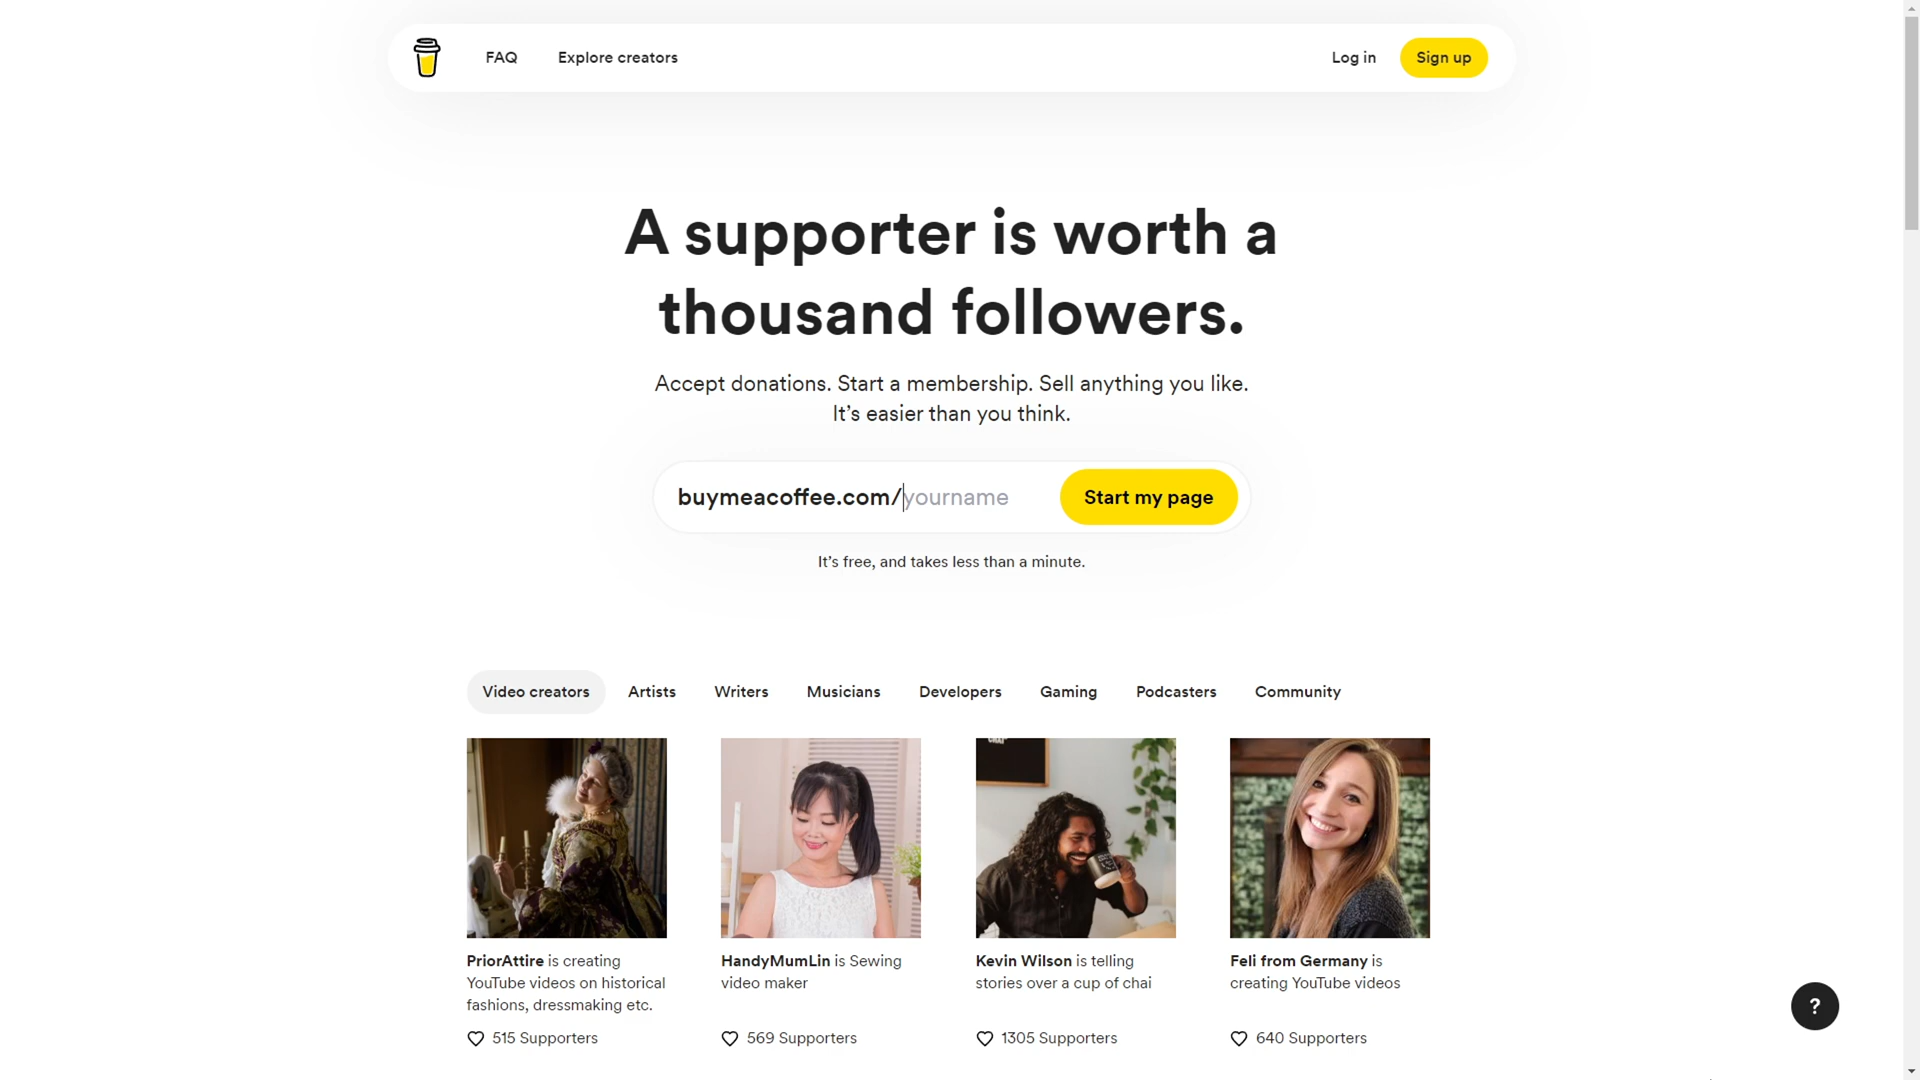 FAQ
Explore creators
Log in
Sign up
A supporter is worth a
thousand followers.
Accept donations. Start a membership. Sell anything you like.
It’s easier than you think.
buymeacoffee.com/yourname
Start my page
It’s free, and takes less than a minute.
Video creators
Artists
Writers
Musicians
Developers
Gaming
Podcasters
Community
PriorAttire is creating
YouTube videos on historical
fashions, dressmaking etc.
515 Supporters
HandyMumLin is Sewing
video maker
569 Supporters
Kevin Wilson is telling
stories over a cup of chai
1305 Supporters
Feli from Germany is
creating YouTube videos
640 Supporters
?